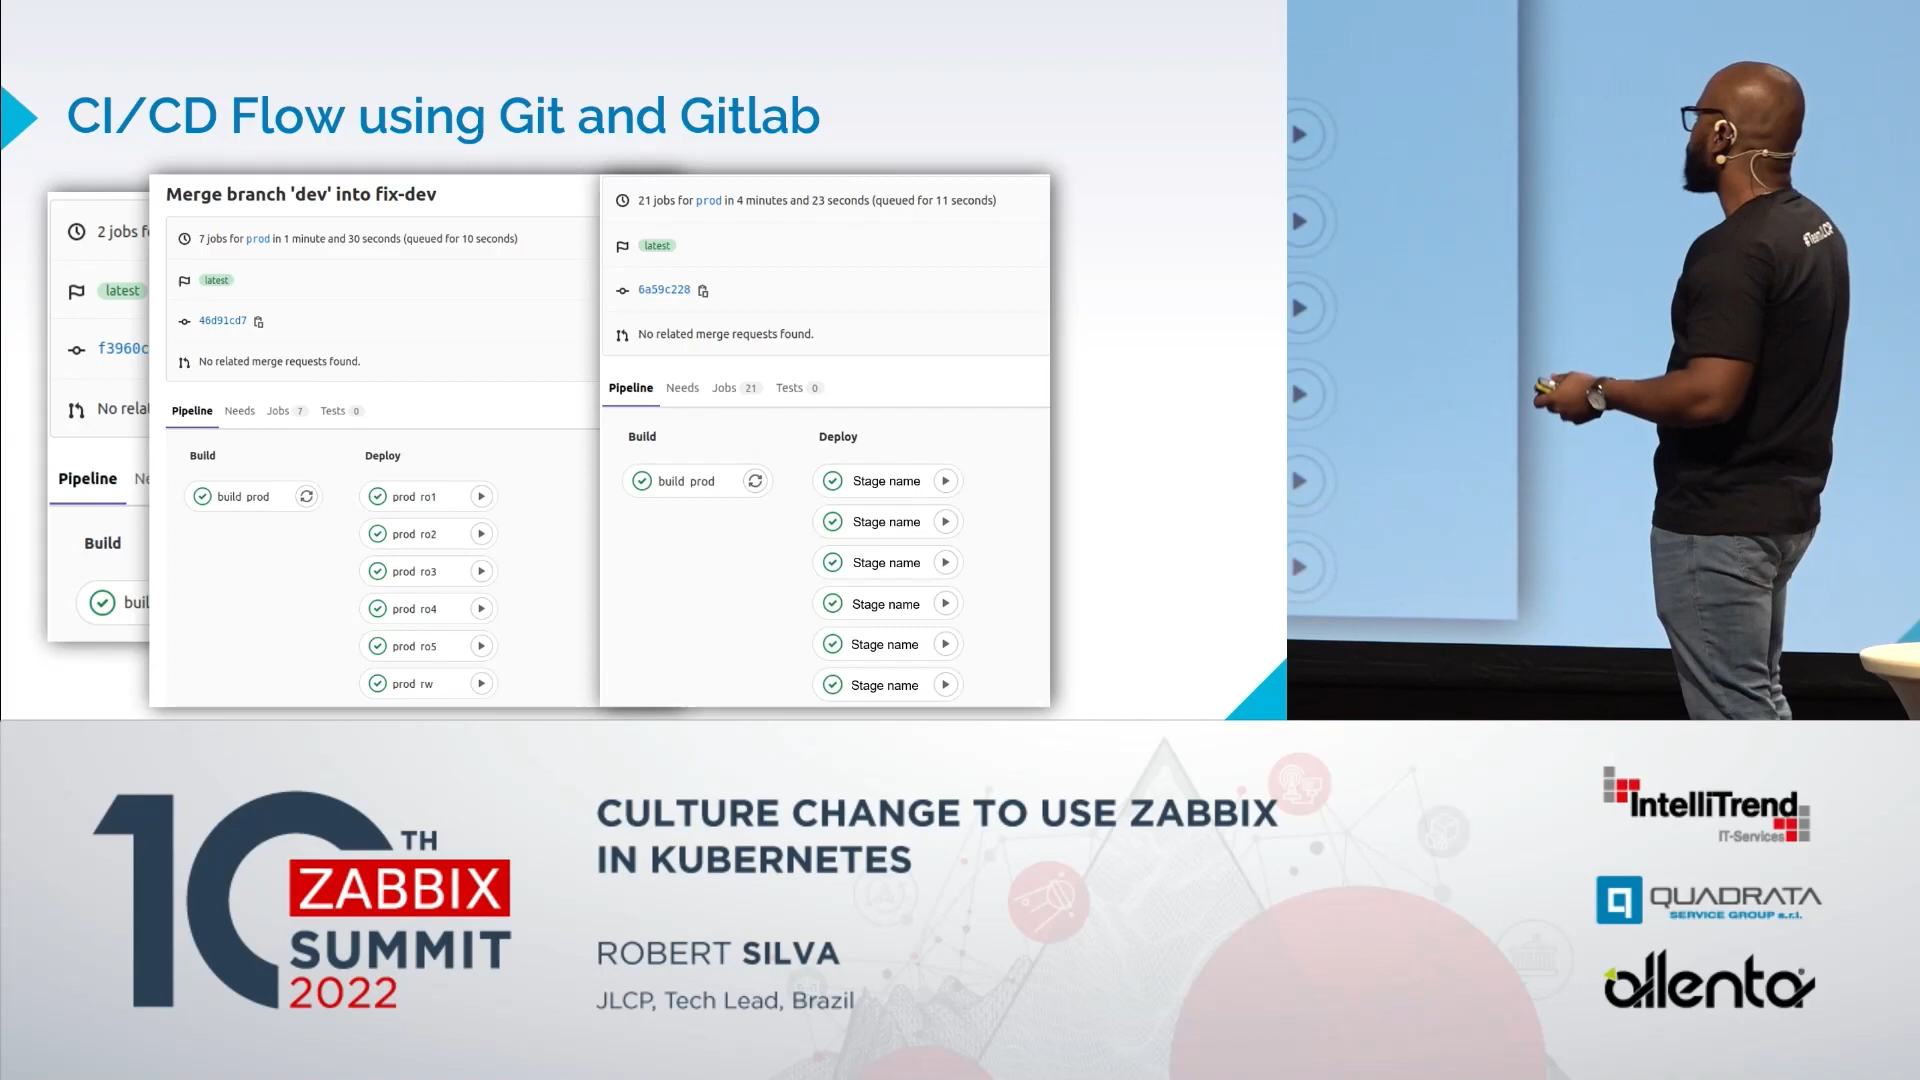 CI/CD Flow using Git and Gitlab
2 jobs f
latest
f3960c
No rela
Pipeline Ne
Build
buil
Merge branch 'dev' into fix-dev
7 jobs for prod in 1 minute and 30 seconds (queued for 10 seconds)
latest
46d91cd7
No related merge requests found.
Pipeline Needs Jobs 7 Tests 0
Build Deploy
build prod prod ro1
prod ro2
prod ro3
prod ro4
prod ro5
prod rw
21 jobs for prod in 4 minutes and 23 seconds (queued for 11 seconds)
latest
6a59c228
No related merge requests found.
Pipeline Needs Jobs 21 Tests 0
Build Deploy
build prod Stage name
Stage name
Stage name
Stage name
Stage name
Stage name
#TeamJLCP
10TH
ZABBIX
SUMMIT
2022
CULTURE CHANGE TO USE ZABBIX
IN KUBERNETES
ROBERT SILVA
JLCP, Tech Lead, Brazil
IntelliTrend
IT-Services
QUADRATA
SERVICE GROUP s.r.l.
allenta